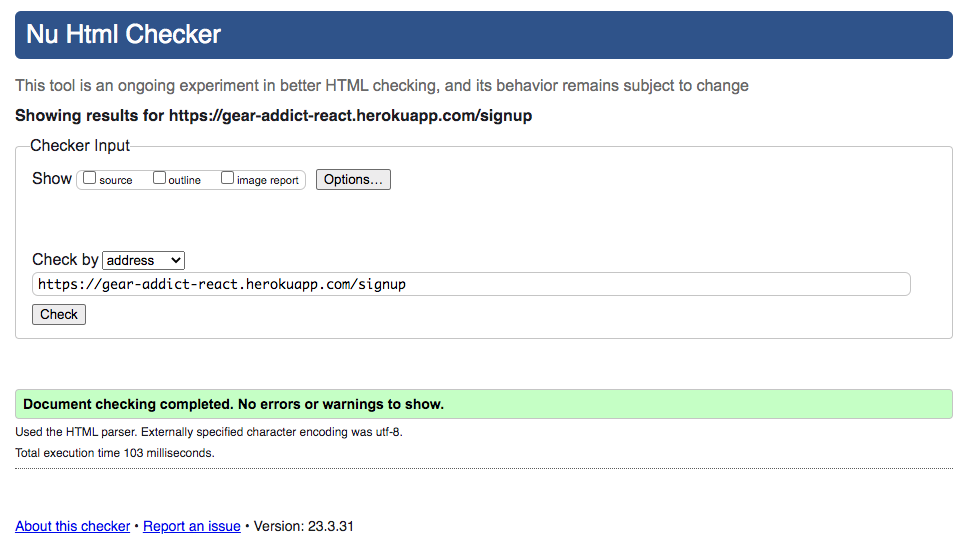 Nu Html Checker
This tool is an ongoing experiment in better HTML checking, and its behavior remains subject to change
Showing results for https://gear-addict-react.herokuapp.com/signup
Checker Input
Show source outline image report Options...
Check by address
https://gear-addict-react.herokuapp.com/signup
Check
Document checking completed. No errors or warnings to show.
Used the HTML parser. Externally specified character encoding was utf-8.
Total execution time 103 milliseconds.
About this checker • Report an issue • Version: 23.3.31